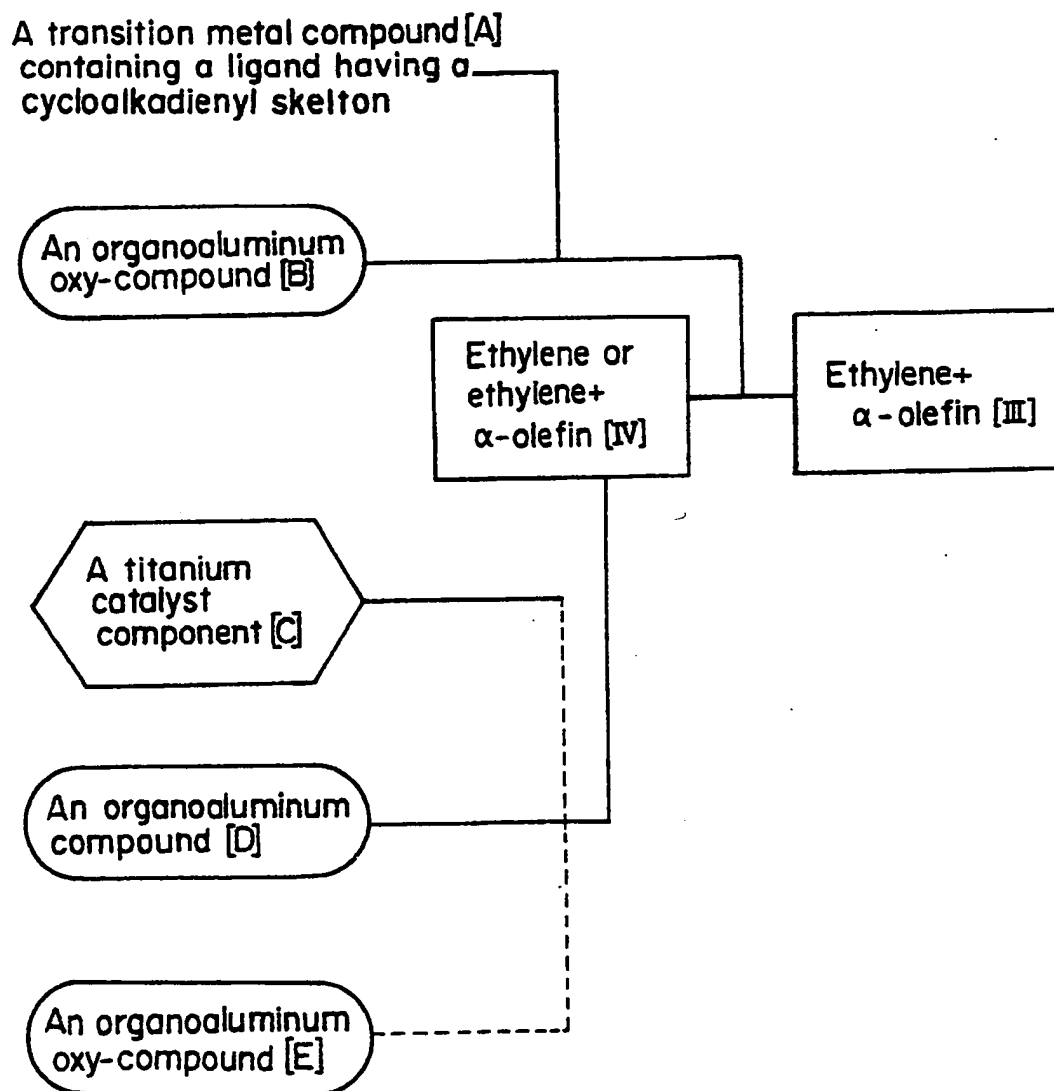 A transition metal compound [A]
containing a ligand having a
cycloalkadienyl skelton
An organoaluminum
oxy-compound [B]
Ethylene or
ethylene+
α-olefin [IV]
Ethylene+
α-olefin [III]
A titanium
catalyst
component [C]
An organoaluminum
compound [D]
An organoaluminum
oxy-compound [E]